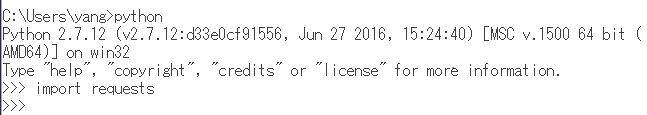 C:\Users\yang>python
Python 2.7.12 (v2.7.12:d33e0cf91556, Jun 27 2016, 15:24:40) [MSC v.1500 64 bit (
AMD64)] on win32
Type "help", "copyright", "credits" or "license" for more information.
>>> import requests
>>>